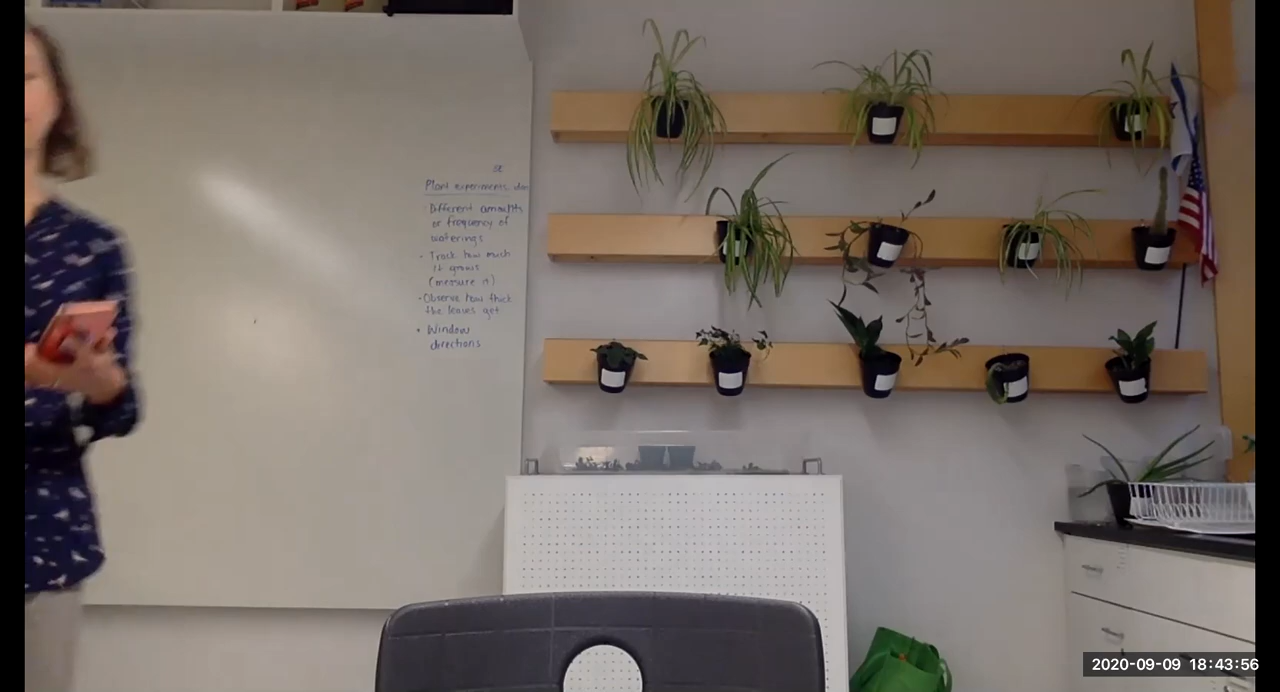 Plant experiments
• Different amounts
or frequency of
waterings
• Track how much
it grows
(measure it)
• Observe how thick
the leaves get
• Window
directions
2020-09-09 18:43:56